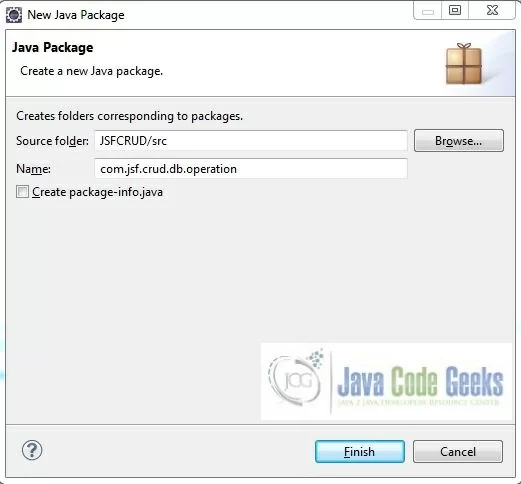 New Java Package
Java Package
Create a new Java package.
Creates folders corresponding to packages.
Source folder: JSFCRUD/src Browse...
Name: com.jsf.crud.db.operation
Create package-info.java
JCG Java Code Geeks
JAVA 2 JAVA DEVELOPERS RESOURCE CENTER
? Finish Cancel